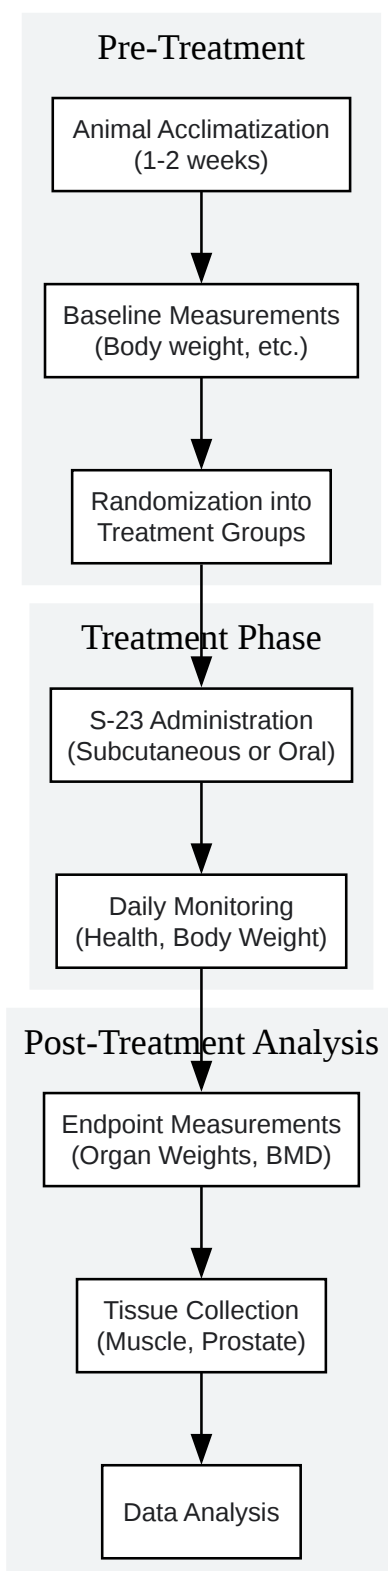 Pre-Treatment
Animal Acclimatization
(1-2 weeks)
Baseline Measurements
(Body weight, etc.)
Randomization into
Treatment Groups
Treatment Phase
S-23 Administration
(Subcutaneous or Oral)
Daily Monitoring
(Health, Body Weight)
Post-Treatment Analysis
Endpoint Measurements
(Organ Weights, BMD)
Tissue Collection
(Muscle, Prostate)
Data Analysis